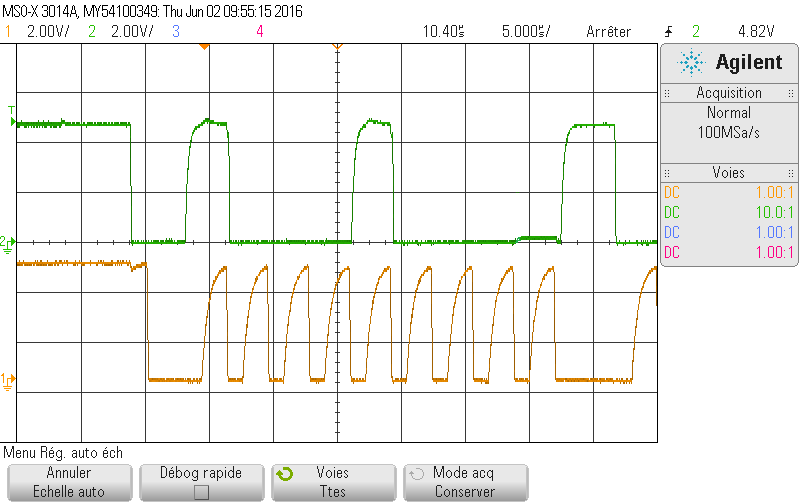 MSO-X 3014A, MY54100349: Thu Jun 02 09:55:15 2016
1 2.00V/ 2 2.00V/ 3 4 10.40s 5.000s/ Arrêter 2 4.82V
Agilent
Acquisition
Normal
100MSa/s
Voies
DC 1.00:1
DC 10.0:1
DC 1.00:1
DC 1.00:1
T
2
1
Menu Rég. auto éch
Annuler
Echelle auto
Débog rapide
Voies
Ttes
Mode acq
Conserver